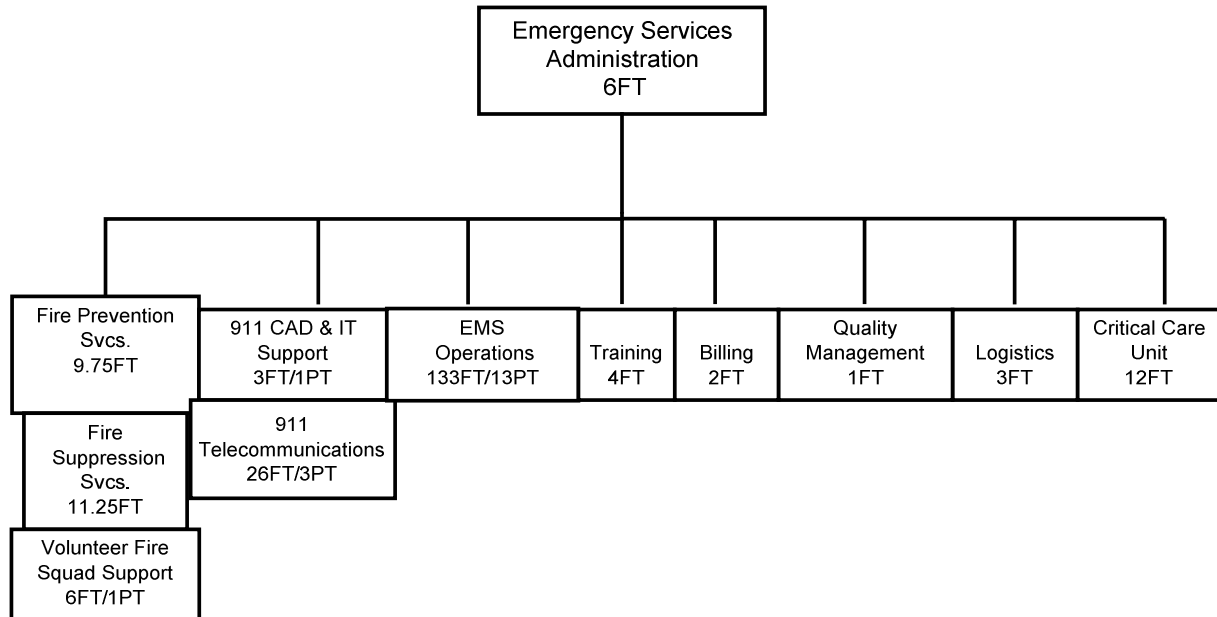 Emergency Services
Administration
6FT
Fire Prevention
Svcs.
9.75FT
911 CAD & IT
Support
3FT/1PT
EMS
Operations
133FT/13PT
Training
4FT
Billing
2FT
Quality
Management
1FT
Logistics
3FT
Critical Care
Unit
12FT
911
Telecommunications
26FT/3PT
Fire
Suppression
Svcs.
11.25FT
Volunteer Fire
Squad Support
6FT/1PT